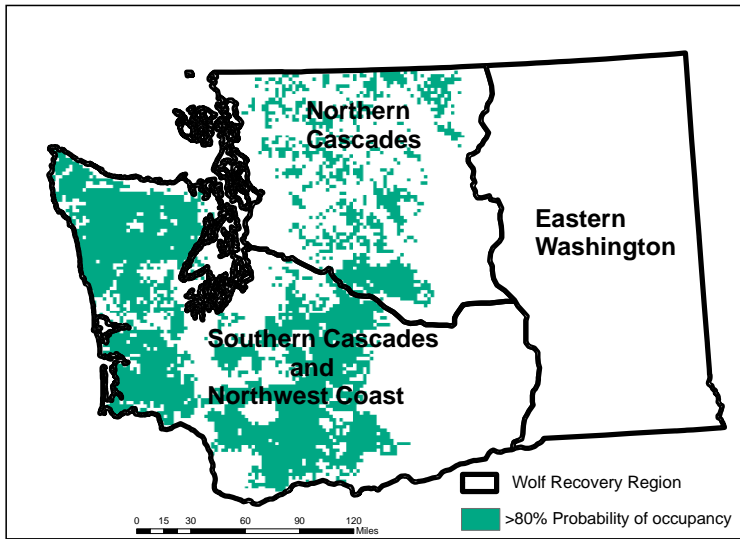 Northern
Cascades
Eastern
Washington
Southern Cascades
and
Northwest Coast
Wolf Recovery Region
>80% Probability of occupancy
0 15 30 60 90 120
Miles